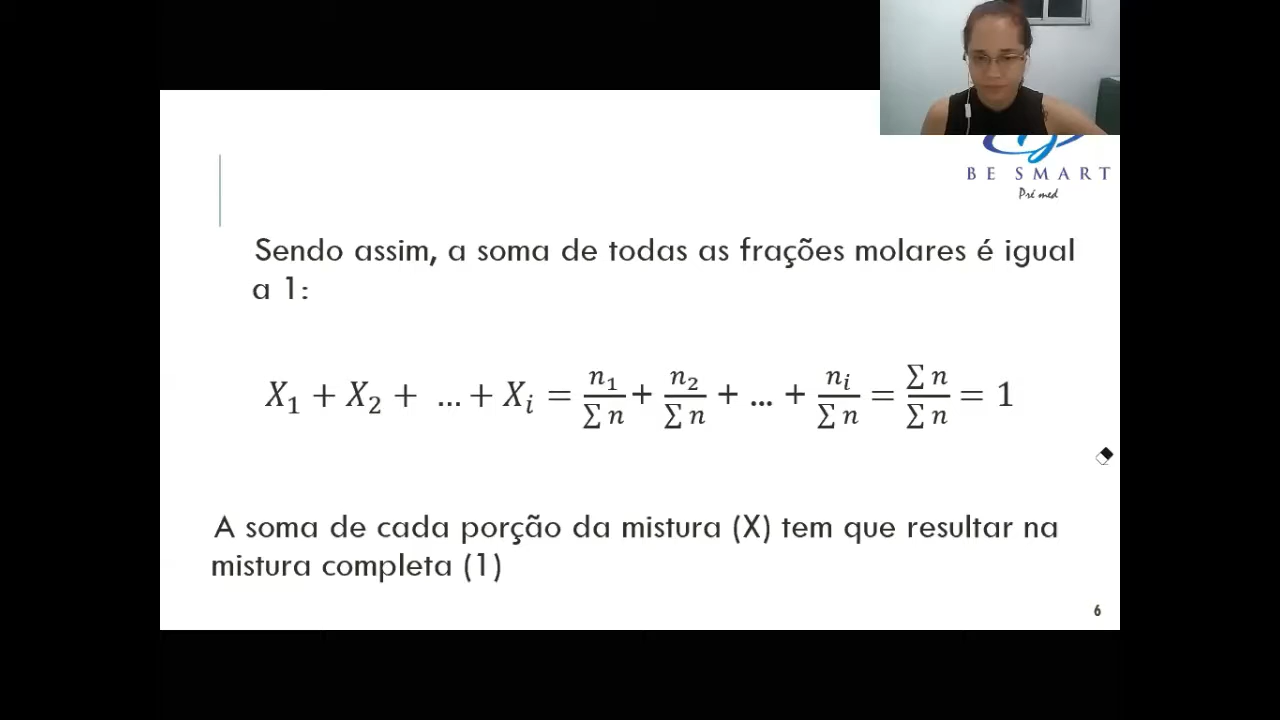 BE SMART
Pré med
Sendo assim, a soma de todas as frações molares é igual
a 1:
X₁ + X₂ + ... + Xᵢ = n₁/∑n + n₂/∑n + ... + nᵢ/∑n = ∑n/∑n = 1
A soma de cada porção da mistura (X) tem que resultar na
mistura completa (1)
6